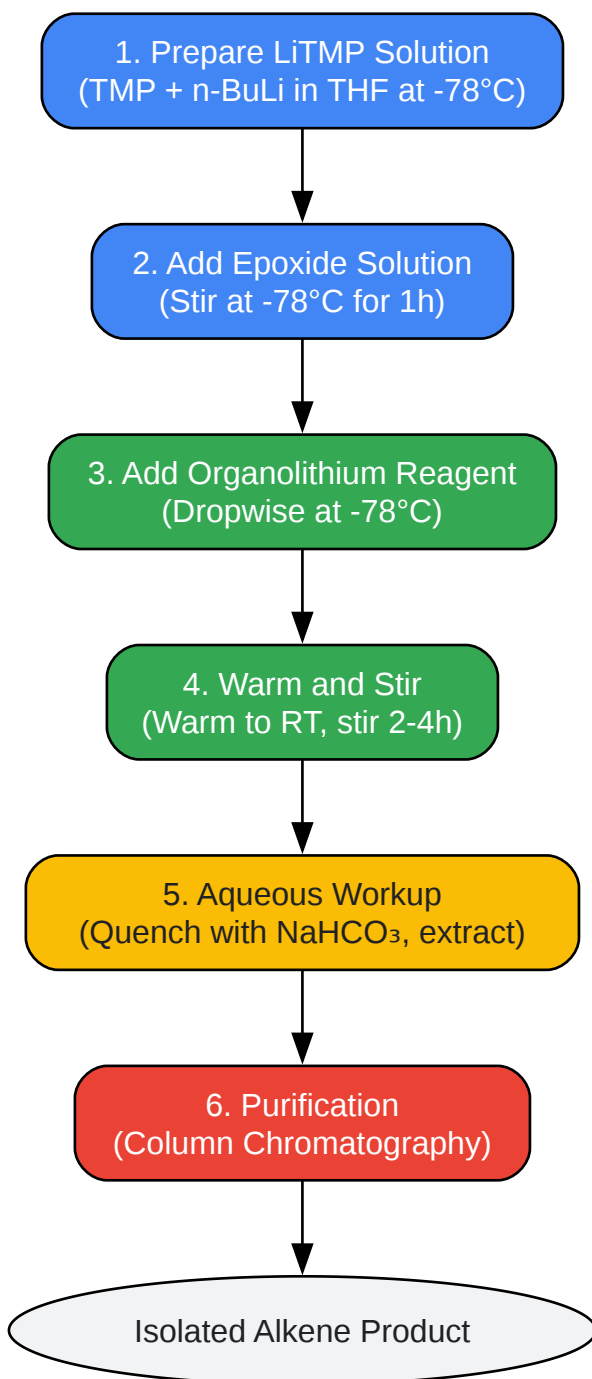 1. Prepare LiTMP Solution
(TMP + n-BuLi in THF at -78°C)
2. Add Epoxide Solution
(Stir at -78°C for 1h)
3. Add Organolithium Reagent
(Dropwise at -78°C)
4. Warm and Stir
(Warm to RT, stir 2-4h)
5. Aqueous Workup
(Quench with NaHCO₃, extract)
6. Purification
(Column Chromatography)
Isolated Alkene Product